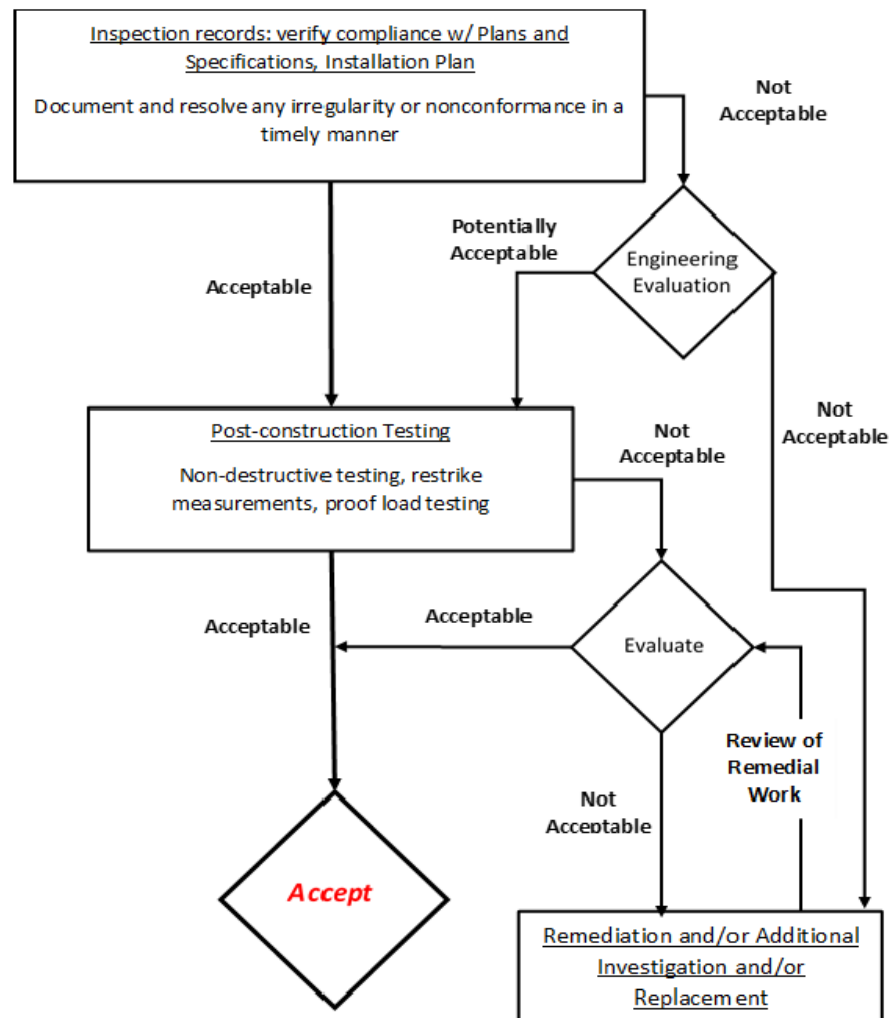 Inspection records: verify compliance w/ Plans and
Specifications, Installation Plan
Document and resolve any irregularity or nonconformance in a
timely manner
Not
Acceptable
Potentially
Acceptable
Engineering
Evaluation
Acceptable
Not
Acceptable
Post-construction Testing
Non-destructive testing, restrike
measurements, proof load testing
Not
Acceptable
Acceptable
Acceptable
Evaluate
Review of
Remedial
Work
Not
Acceptable
Accept
Remediation and/or Additional
Investigation and/or
Replacement